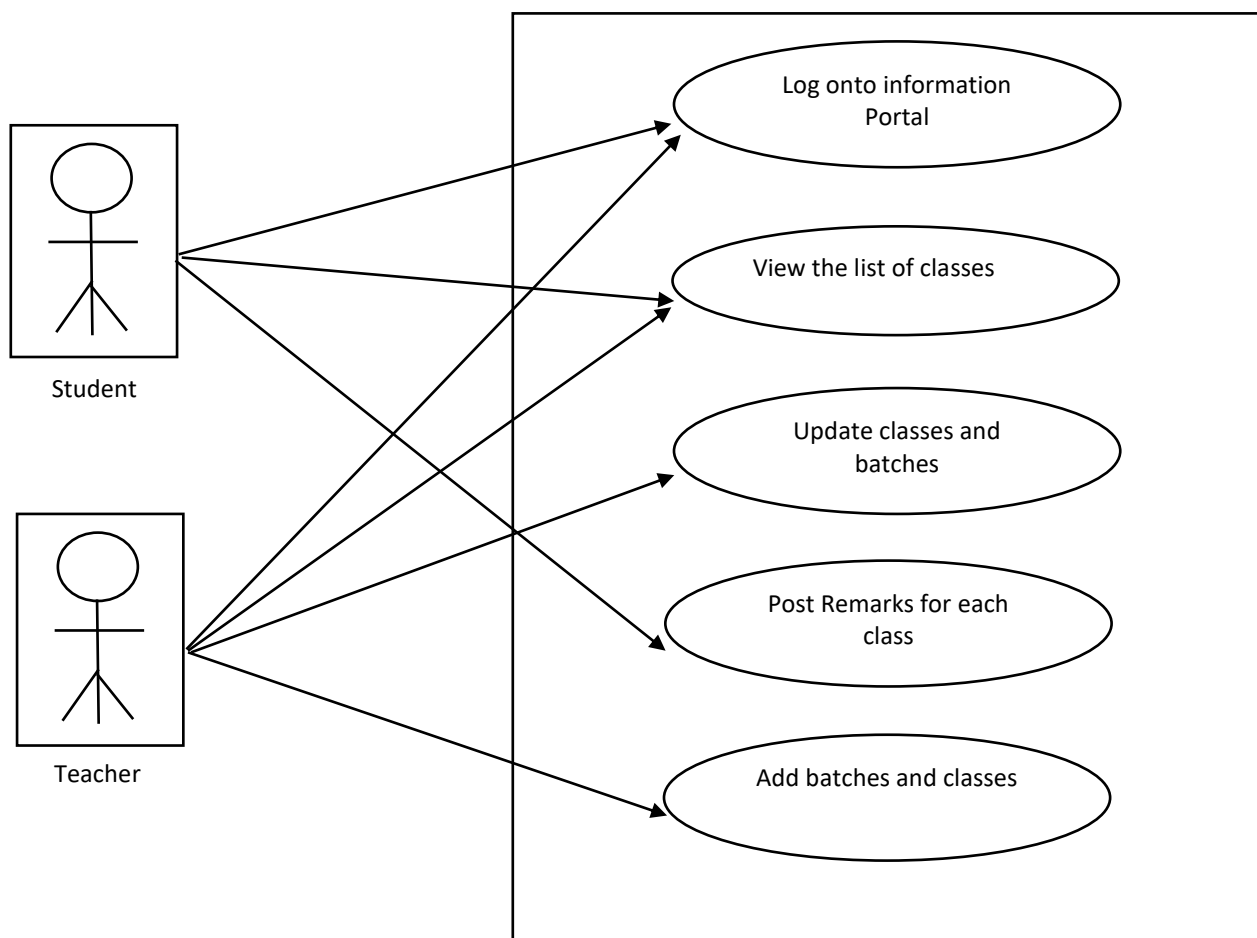 Log onto information
Portal
View the list of classes
Student
Update classes and
batches
Post Remarks for each
class
Teacher
Add batches and classes